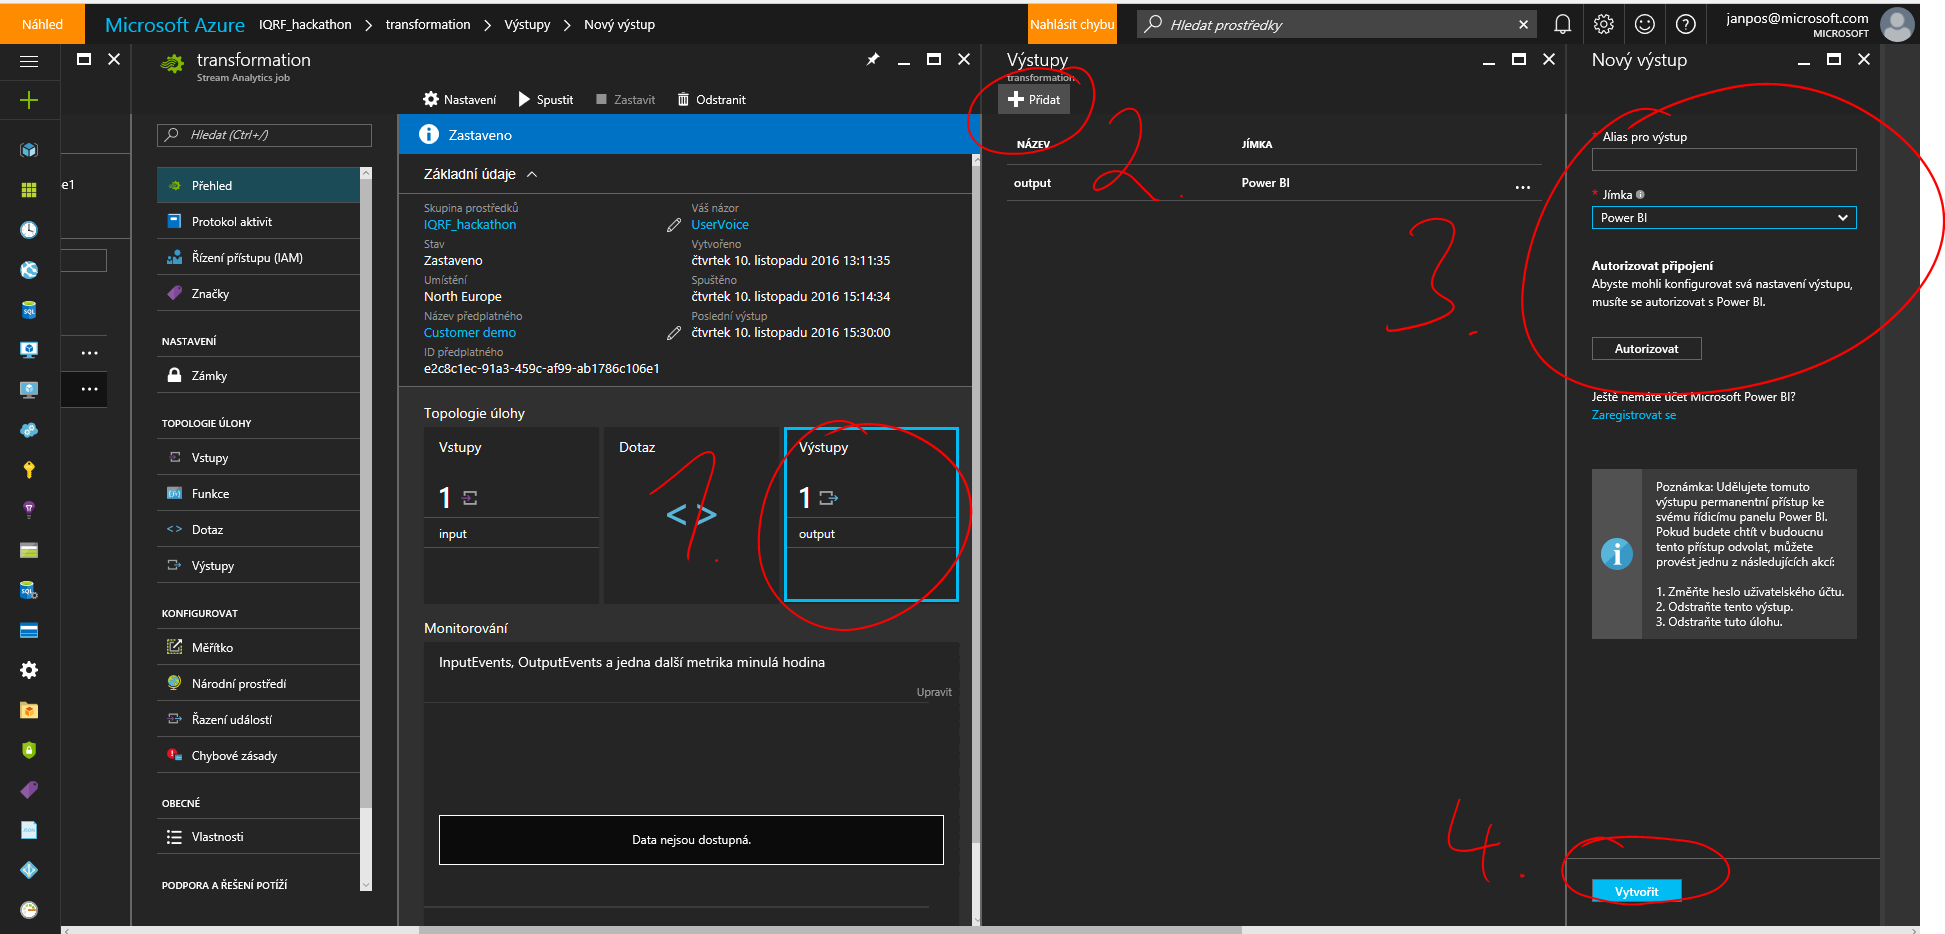 Náhled
Microsoft Azure
IQRF_hackathon > transformation > Výstupy > Nový výstup
Nahlásit chybu
Hledat prostředky
janpos@microsoft.com
MICROSOFT
e1
transformation
Stream Analytics job
Hledat (Ctrl+/)
Přehled
Protokol aktivit
Řízení přístupu (IAM)
Značky
NASTAVENÍ
Zámky
TOPOLOGIE ÚLOHY
Vstupy
Funkce
Dotaz
Výstupy
KONFIGUROVAT
Měřítko
Národní prostředí
Řazení událostí
Chybové zásady
OBECNÉ
Vlastnosti
PODPORA A ŘEŠENÍ POTÍŽÍ
Nastavení
Spustit
Zastavit
Odstranit
Zastaveno
Základní údaje
Skupina prostředků
IQRF_hackathon
Stav
Zastaveno
Umístění
North Europe
Název předplatného
Customer demo
ID předplatného
e2c8c1ec-91a3-459c-af99-ab1786c106e1
Váš názor
UserVoice
Vytvořeno
čtvrtek 10. listopadu 2016 13:11:35
Spuštěno
čtvrtek 10. listopadu 2016 15:14:34
Poslední výstup
čtvrtek 10. listopadu 2016 15:30:00
Topologie úlohy
Vstupy
1
input
Dotaz
< >
1.
Výstupy
1
output
Monitorování
InputEvents, OutputEvents a jedna další metrika minulá hodina
Upravit
Data nejsou dostupná.
Výstupy
transformation
Přidat
2.
NÁZEV JÍMKA
output Power BI ...
3.
Nový výstup
* Alias pro výstup
* Jímka
Power BI
Autorizovat připojení
Abyste mohli konfigurovat svá nastavení výstupu,
musíte se autorizovat s Power BI.
Autorizovat
Ještě nemáte účet Microsoft Power BI?
Zaregistrovat se
Poznámka: Udělujete tomuto
výstupu permanentní přístup ke
svému řídicímu panelu Power BI.
Pokud budete chtít v budoucnu
tento přístup odvolat, můžete
provést jednu z následujících akcí:
1. Změňte heslo uživatelského účtu.
2. Odstraňte tento výstup.
3. Odstraňte tuto úlohu.
4.
Vytvořit